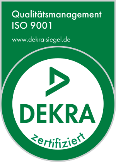 Qualitätsmanagement
ISO 9001
www.dekra-siegel.de
DEKRA
zertifiziert